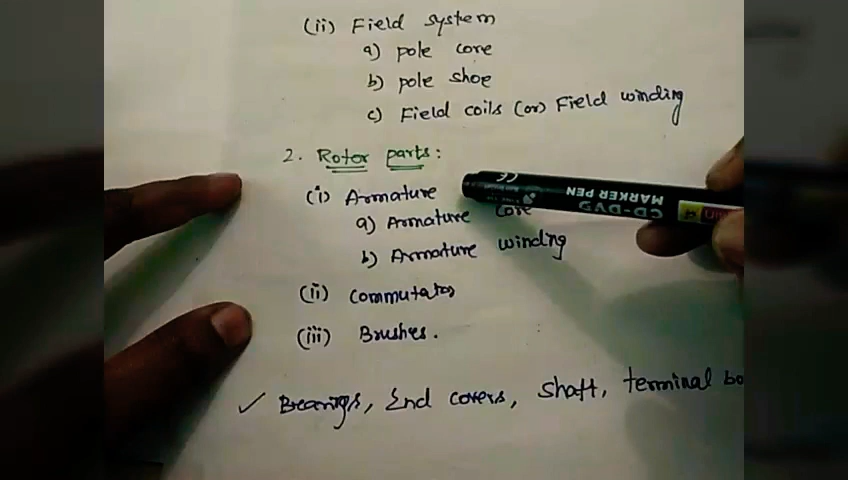 (ii) Field system
a) pole core
b) pole shoe
c) Field coils (or) Field winding
2. Rotor parts:
(i) Armature
a) Armature core
b) Armature winding
(ii) Commutator
(iii) Brushes.
✓ Bearings, End covers, shaft, terminal bo
CD-DVD
MARKER PEN
CE